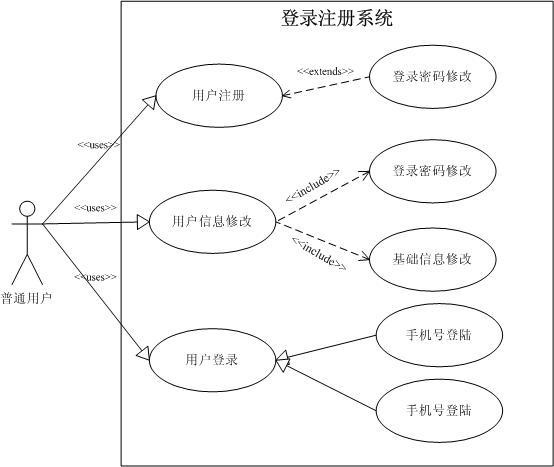 登录注册系统
<<extends>>
登录密码修改
用户注册
<<uses>>
<<include>>
登录密码修改
<<uses>>
用户信息修改
<<include>>
基础信息修改
<<uses>>
普通用户
手机号登陆
用户登录
手机号登陆